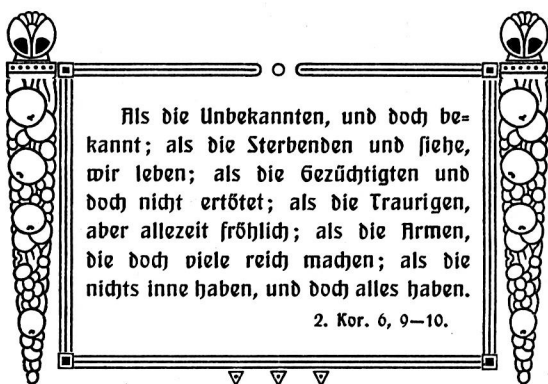 Als die Unbekannten, und doch be=
kannt; als die Sterbenden und siehe,
wir leben; als die Gezüchtigten und
doch nicht ertötet; als die Traurigen,
aber allezeit fröhlich; als die Armen,
die doch viele reich machen; als die
nichts inne haben, und doch alles haben.
2. Kor. 6, 9—10.